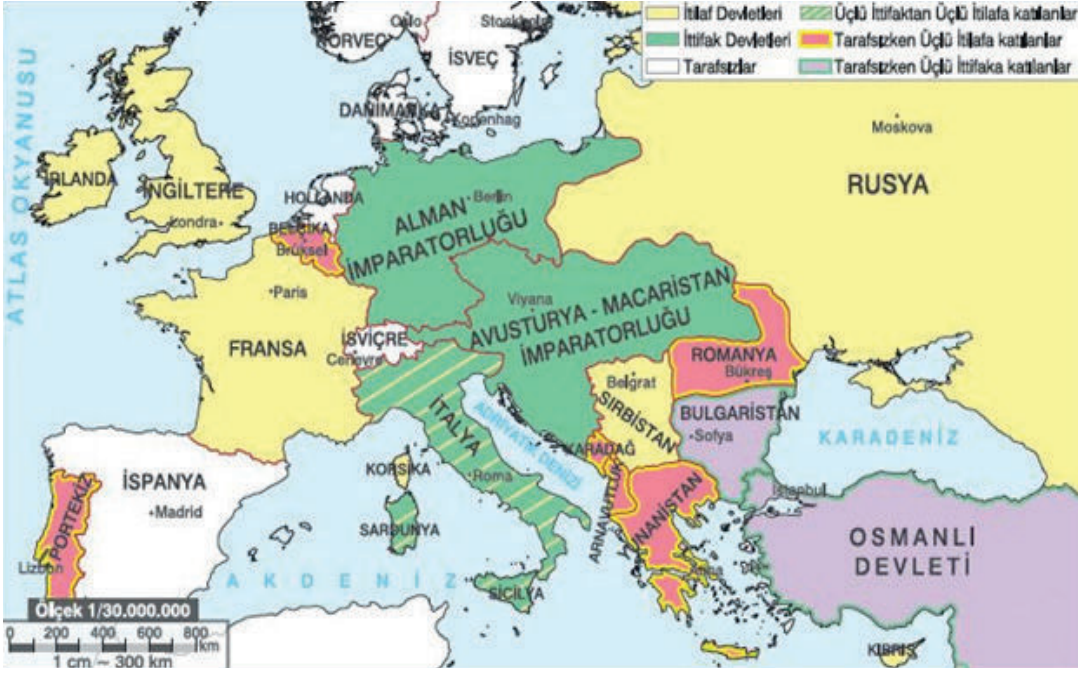 İtilaf Devletleri
İttifak Devletleri
Tarafsızlar
Üçlü İttifaktan Üçlü İtilafa katılanlar
Tarafsızken Üçlü İtilafa katılanlar
Tarafsızken Üçlü İttifaka katılanlar
ATLAS OKYANUSU
NORVEÇ
Oslo
Stockholm
İSVEÇ
DANİMARKA
Kopenhag
Moskova
RUSYA
İRLANDA
İNGİLTERE
Londra
HOLLANDA
BELÇİKA
Brüksel
ALMAN
İMPARATORLUĞU
Berlin
Paris
FRANSA
İSVİÇRE
Cenevre
Viyana
AVUSTURYA - MACARİSTAN
İMPARATORLUĞU
ROMANYA
Bükreş
Belgrat
SIRBİSTAN
BULGARİSTAN
Sofya
KARADENİZ
İTALYA
ADRİYATİK DENİZİ
Roma
KARADAĞ
ARNAVUTLUK
YUNANİSTAN
Atina
İstanbul
OSMANLI
DEVLETİ
KORSİKA
SARDUNYA
SİCİLYA
İSPANYA
Madrid
PORTEKİZ
Lizbon
AKDENİZ
KIBRIS
Ölçek 1/30.000.000
0 200 400 600 800 km
1 cm ~ 300 km